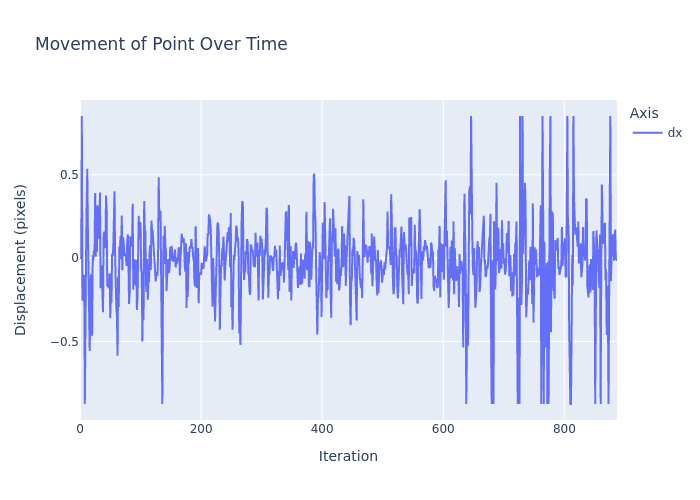 Movement of Point Over Time
Axis
dx
0.5
0
−0.5
Displacement (pixels)
0 200 400 600 800
Iteration